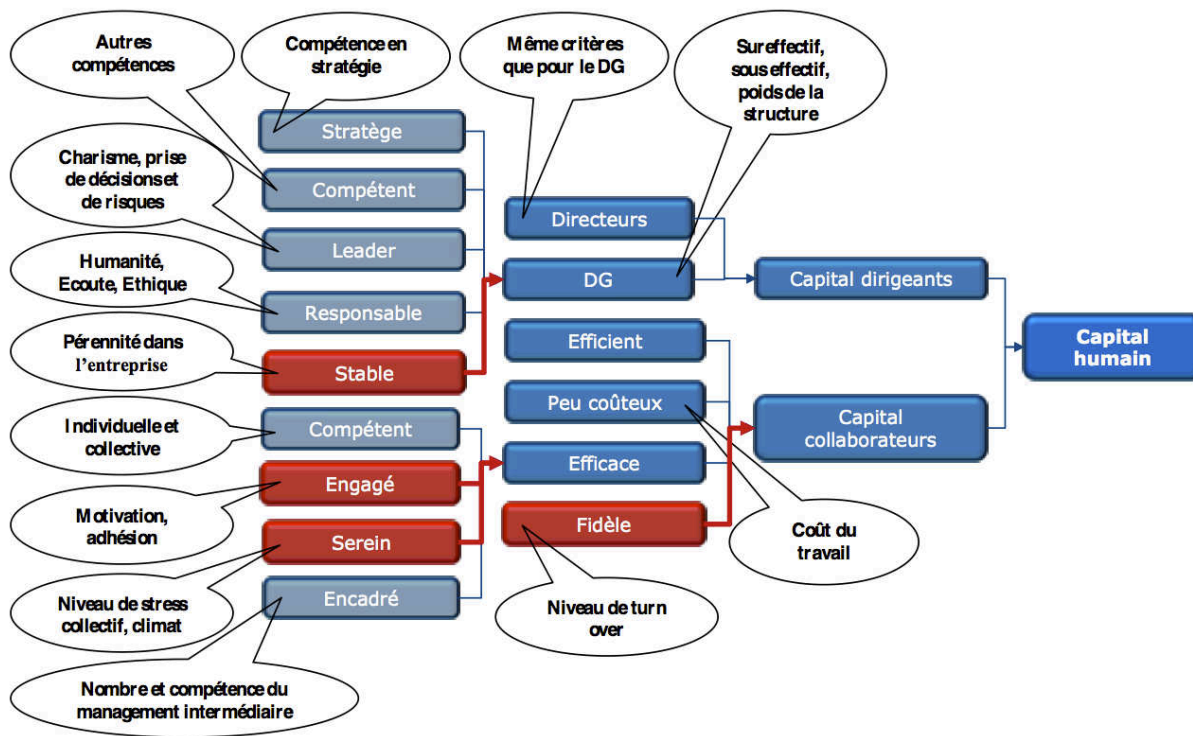 Autres
compétences
Compétence en
stratégie
Même critères
que pour le DG
Sureffectif,
sous effectif,
poids de la
structure
Stratège
Charisme, prise
de décisions et
de risques
Compétent
Directeurs
Leader
Humanité,
Ecoute, Ethique
DG
Capital dirigeants
Responsable
Pérennité dans
l'entreprise
Efficient
Capital
humain
Stable
Peu coûteux
Individuelle et
collective
Compétent
Capital
collaborateurs
Efficace
Engagé
Motivation,
adhésion
Fidèle
Serein
Coût du
travail
Niveau de stress
collectif, climat
Encadré
Niveau de turn
over
Nombre et compétence du
management intermédiaire